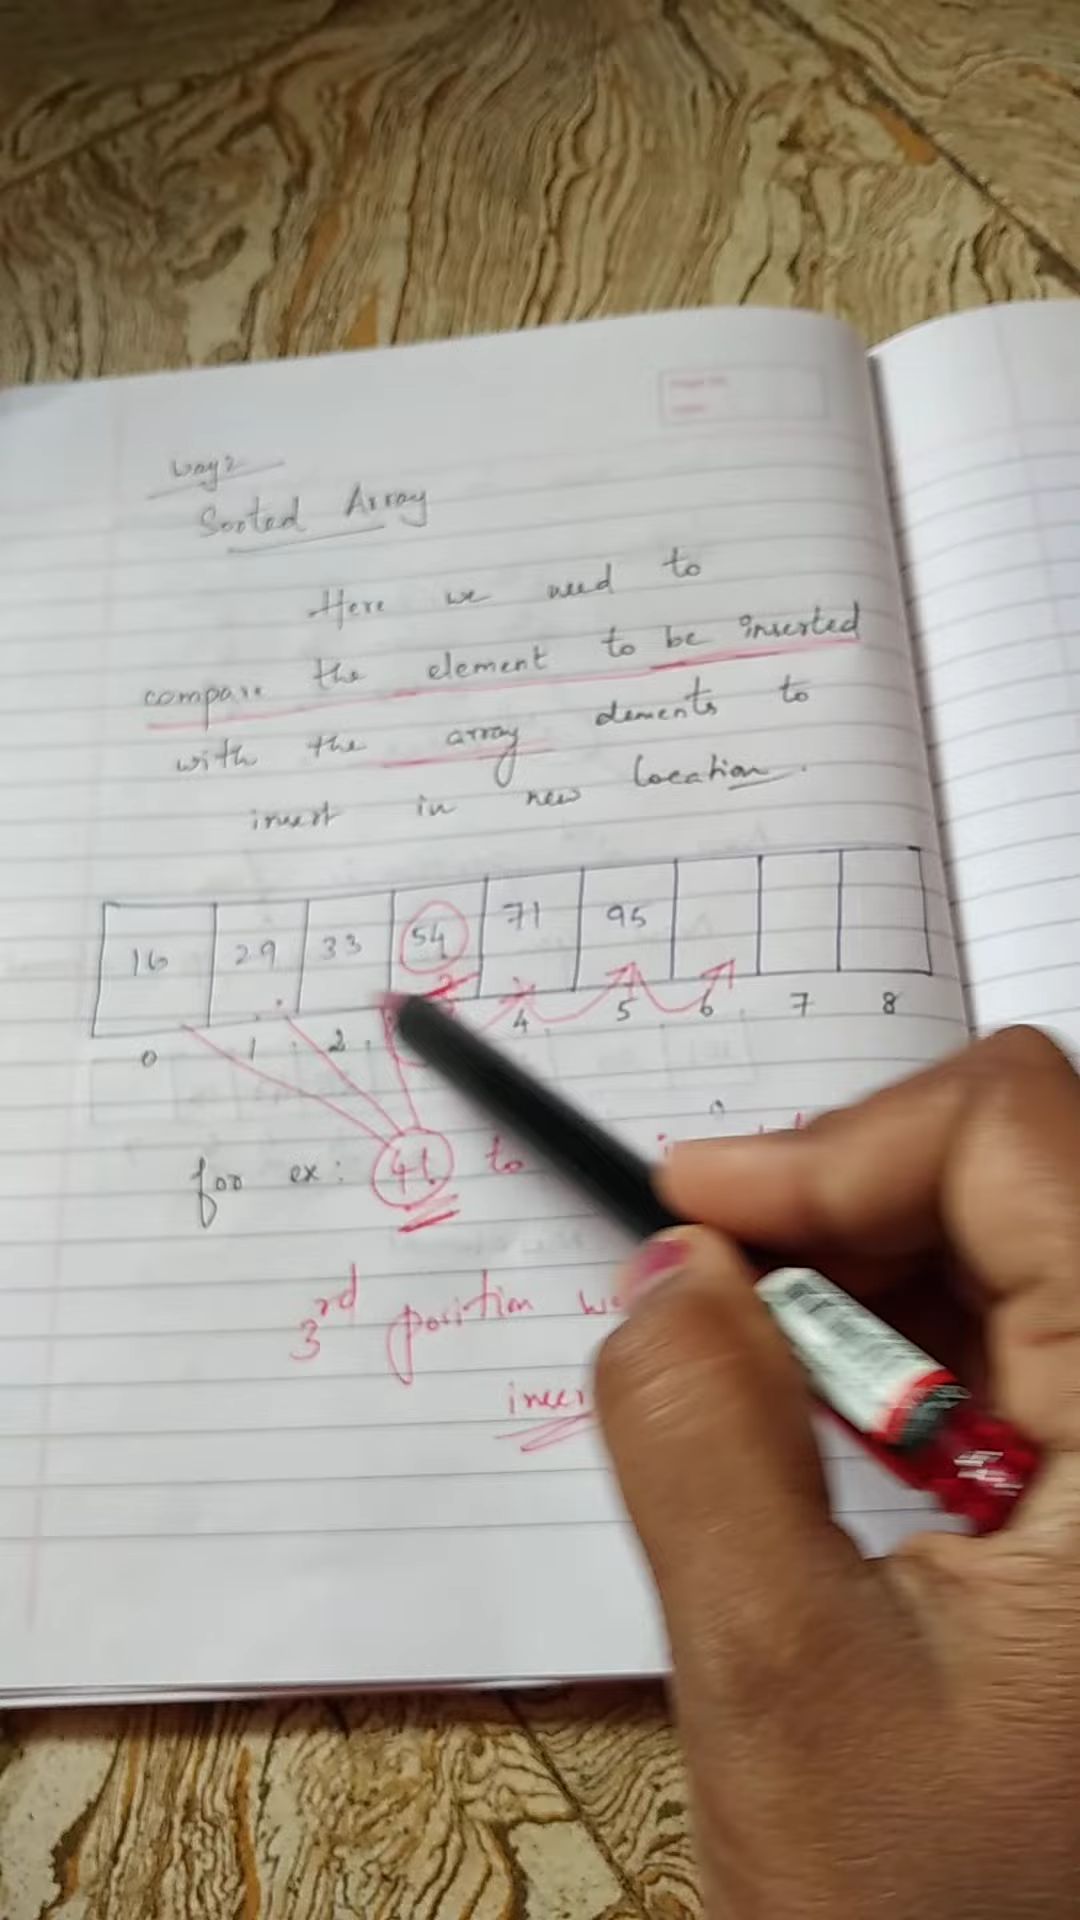 Way 2
Sorted Array
Here we need to
compare the element to be inserted
with the array elements to
insert in new location.
16 29 33 54 71 95
0 1 2 4 5 6 7 8
for ex: 41 to
3rd position we